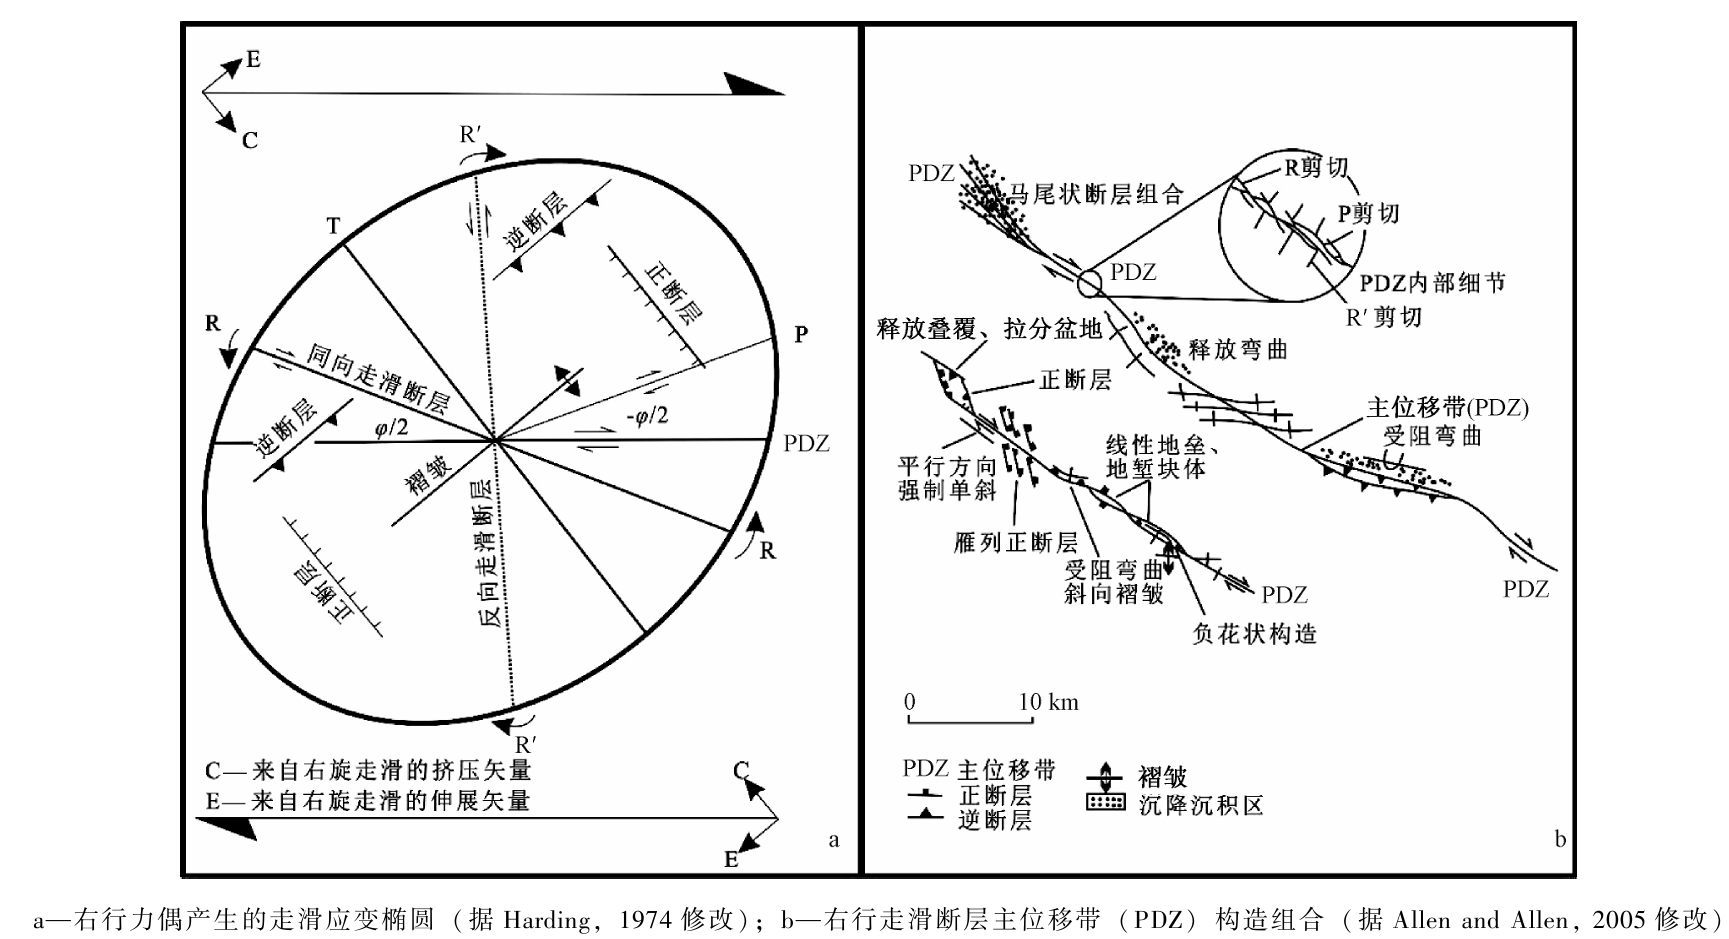 E
C
R′
T
逆断层
正断层
R
P
同向走滑断层
逆断层
φ/2
-φ/2
PDZ
褶皱
反向走滑断层
正断层
R
R′
C—来自右旋走滑的挤压矢量
E—来自右旋走滑的伸展矢量
C
E
a
PDZ
马尾状断层组合
R剪切
P剪切
PDZ
PDZ内部细节
R′剪切
释放叠覆、拉分盆地
释放弯曲
正断层
主位移带(PDZ)
受阻弯曲
线性地垒、
地堑块体
平行方向
强制单斜
雁列正断层
受阻弯曲
斜向褶皱
PDZ
PDZ
负花状构造
0 10 km
PDZ 主位移带
正断层
逆断层
褶皱
沉降沉积区
b
a—右行力偶产生的走滑应变椭圆（据 Harding，1974 修改）；b—右行走滑断层主位移带（PDZ）构造组合（据 Allen and Allen，2005 修改）